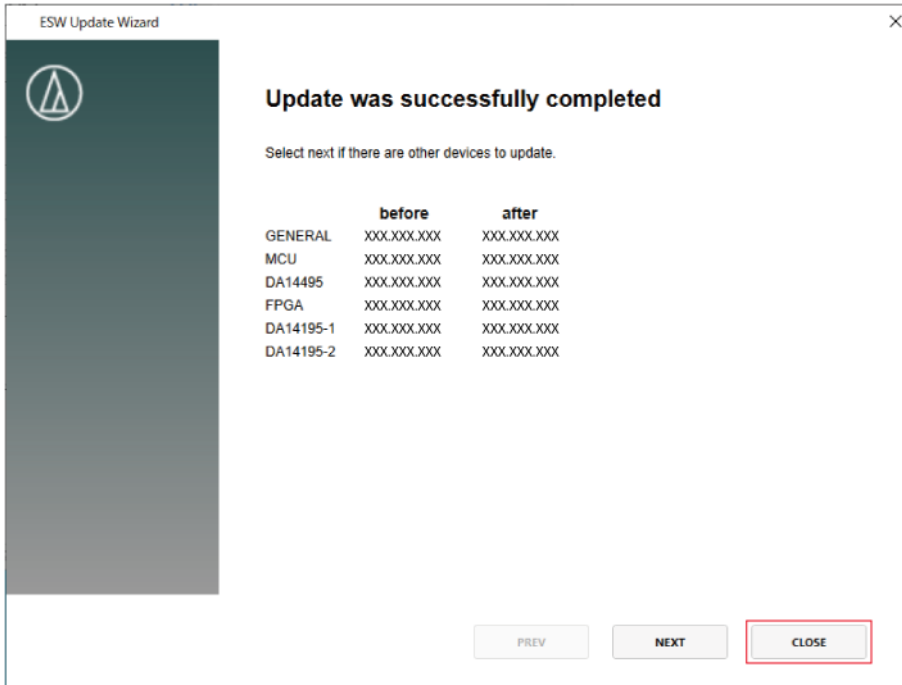 ESW Update Wizard
Update was successfully completed
Select next if there are other devices to update.
before after
GENERAL XXX.XXX.XXX XXX.XXX.XXX
MCU XXX.XXX.XXX XXX.XXX.XXX
DA14495 XXX.XXX.XXX XXX.XXX.XXX
FPGA XXX.XXX.XXX XXX.XXX.XXX
DA14195-1 XXX.XXX.XXX XXX.XXX.XXX
DA14195-2 XXX.XXX.XXX XXX.XXX.XXX
PREV NEXT CLOSE